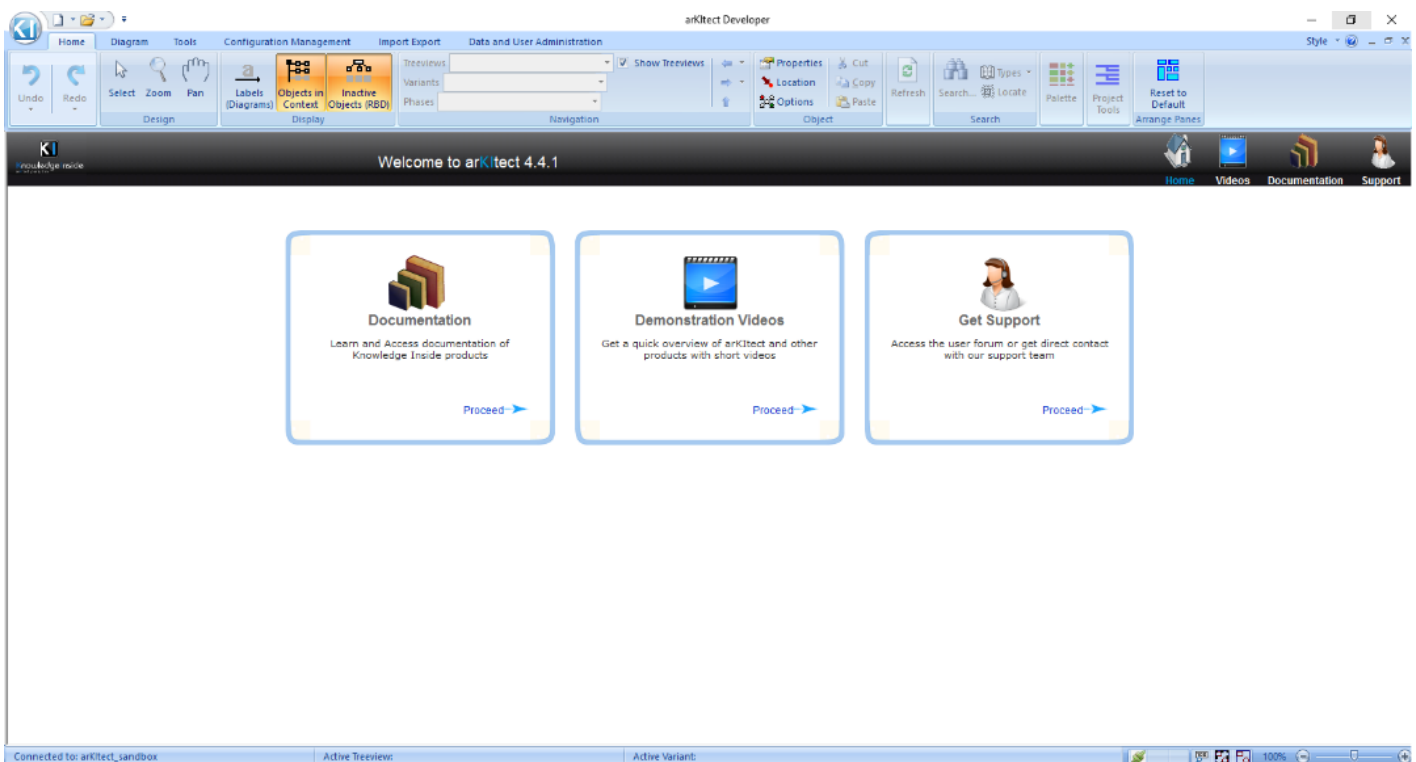 arKItect Developer
Home Diagram Tools Configuration Management Import Export Data and User Administration Style
Undo Redo
Select Zoom Pan
Design
Labels (Diagrams)
Objects in Context
Inactive Objects (RBD)
Display
Treeviews
Variants
Phases
Show Treeviews
Navigation
Properties
Location
Options
Cut
Copy
Paste
Object
Refresh
Search...
Types
Locate
Search
Palette
Project Tools
Reset to Default
Arrange Panes
KI
Knowledge Inside
Welcome to arKItect 4.4.1
Home Videos Documentation Support
Documentation
Learn and Access documentation of
Knowledge Inside products
Proceed
Demonstration Videos
Get a quick overview of arKItect and other
products with short videos
Proceed
Get Support
Access the user forum or get direct contact
with our support team
Proceed
Connected to: arKItect_sandbox Active Treeview: Active Variant: 100%